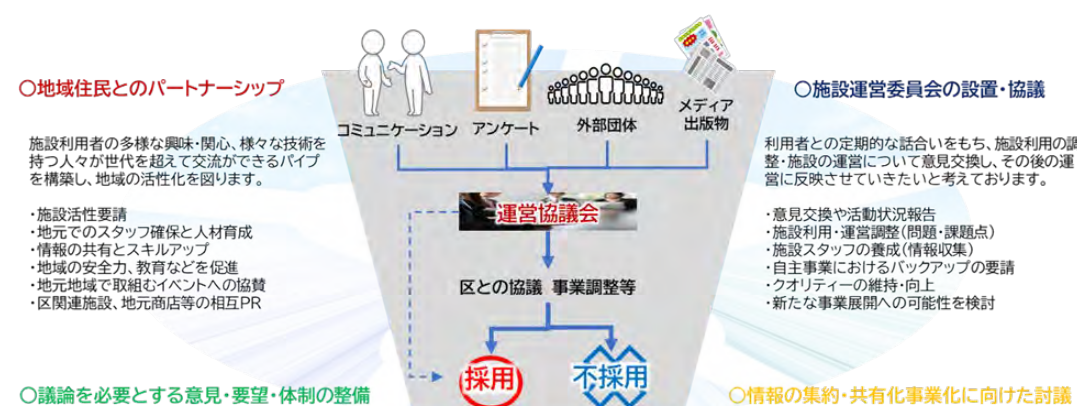 ○地域住民とのパートナーシップ
施設利用者の多様な興味・関心、様々な技術を
持つ人々が世代を超えて交流ができるパイプ
を構築し、地域の活性化を図ります。
・施設活性要請
・地元でのスタッフ確保と人材育成
・情報の共有とスキルアップ
・地域の安全力、教育などを促進
・地元地域で取組むイベントへの協賛
・区関連施設、地元商店等の相互PR
コミュニケーション
アンケート
外部団体
メディア
出版物
運営協議会
区との協議 事業調整等
採用
不採用
○施設運営委員会の設置・協議
利用者との定期的な話合いをもち、施設利用の調
整・施設の運営について意見交換し、その後の運
営に反映させていきたいと考えております。
・意見交換や活動状況報告
・施設利用・運営調整(問題・課題点)
・施設スタッフの養成(情報収集)
・自主事業におけるバックアップの要請
・クオリティーの維持・向上
・新たな事業展開への可能性を検討
○議論を必要とする意見・要望・体制の整備
○情報の集約・共有化事業化に向けた討議